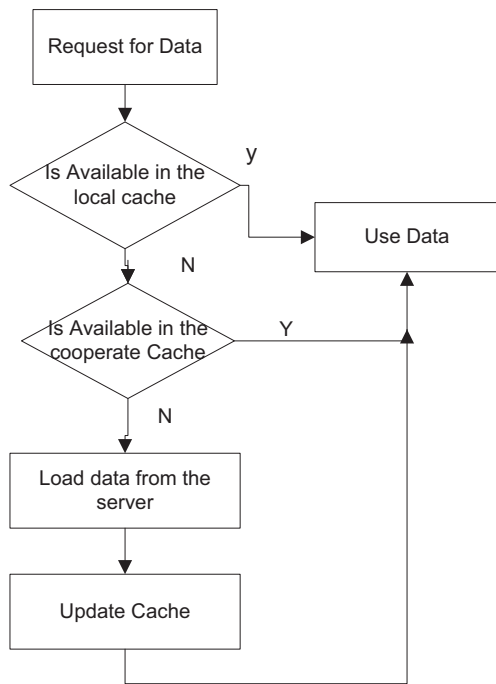 Request for Data
y
Is Available in the
local cache
Use Data
N
Is Available in the
cooperate Cache
Y
N
Load data from the
server
Update Cache